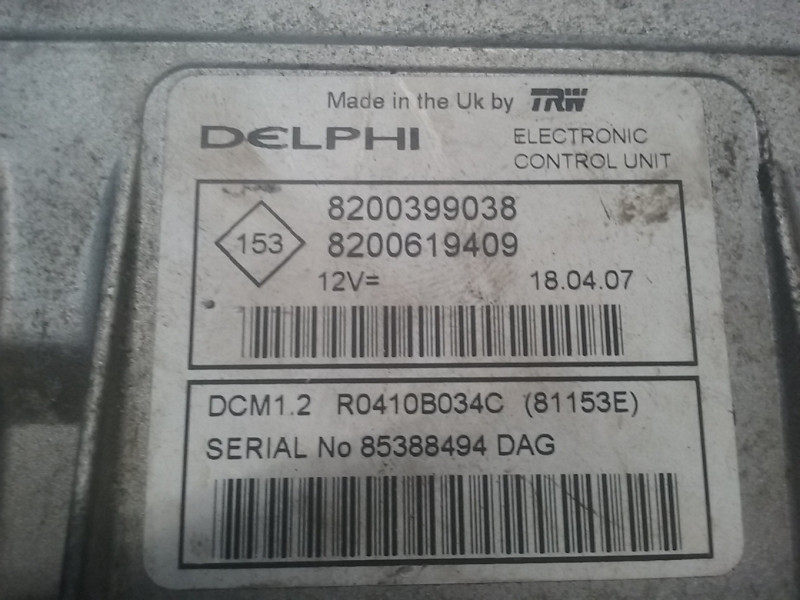 Made in the Uk by TRW
DELPHI ELECTRONIC
CONTROL UNIT
8200399038
153 8200619409
12V= 18.04.07
DCM1.2 R0410B034C (81153E)
SERIAL No 85388494 DAG